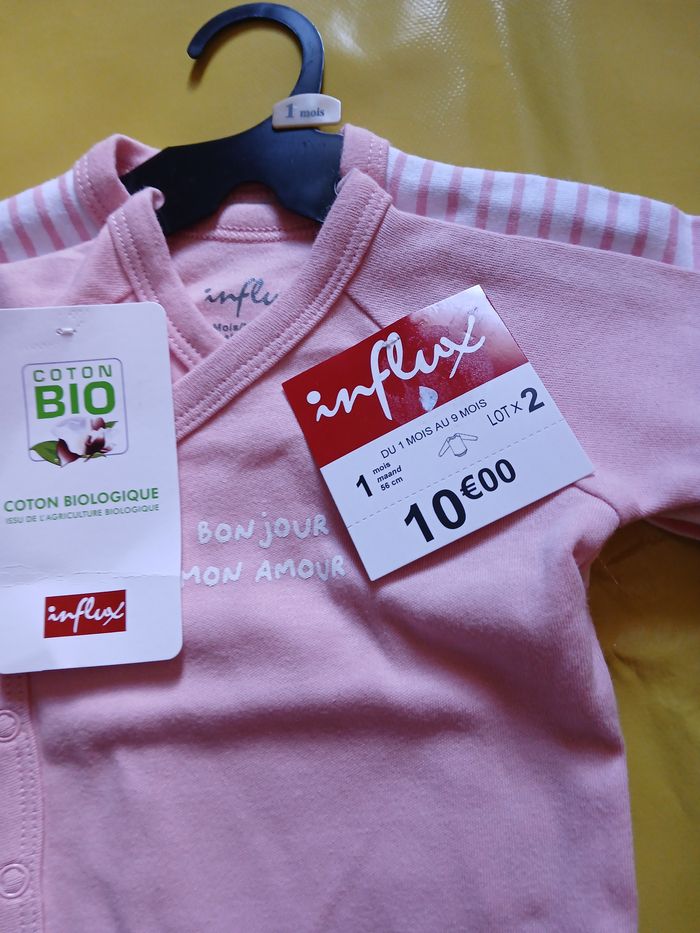 1 mois
influx
COTON
BIO
COTON BIOLOGIQUE
ISSU DE L'AGRICULTURE BIOLOGIQUE
influx
influx
DU 1 MOIS AU 9 MOIS
LOT x 2
1 mois
maand
56 cm
10€00
BONJOUR
MON AMOUR